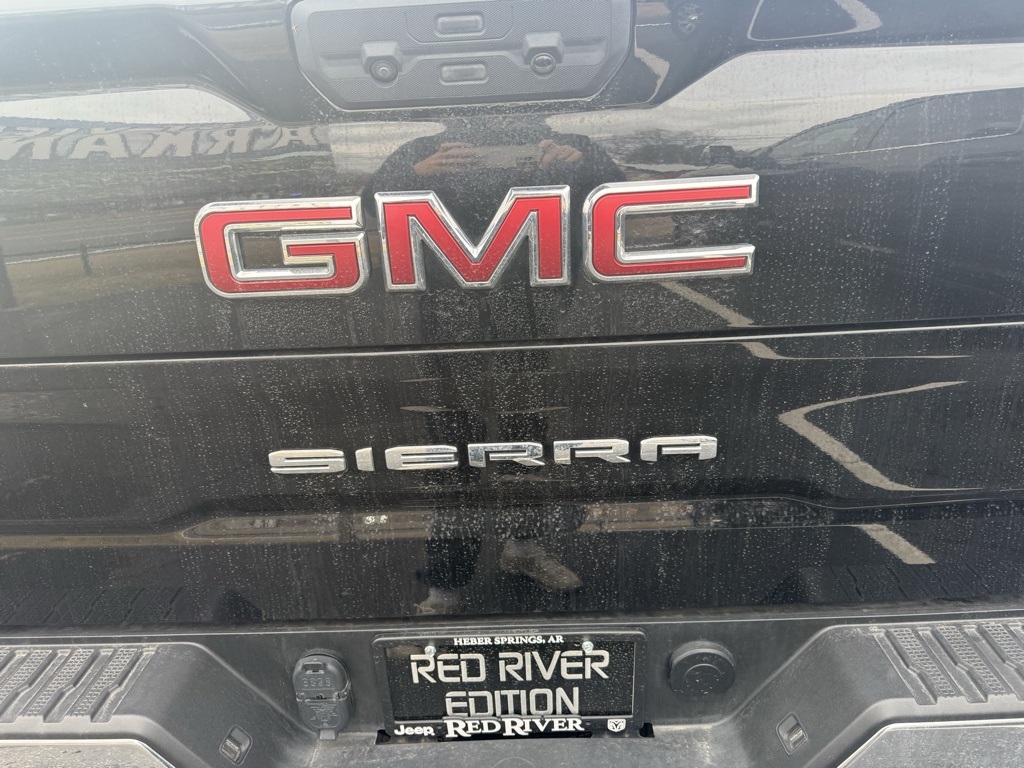 GMC
SIERRA
HEBER SPRINGS, AR
RED RIVER
EDITION
Jeep RED RIVER